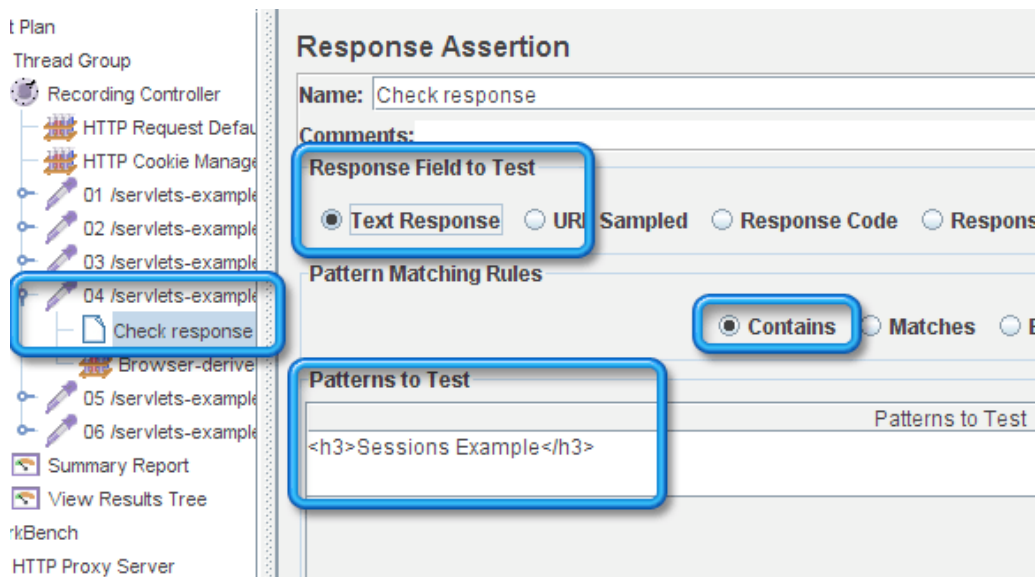 t Plan
Thread Group
Recording Controller
HTTP Request Defau
HTTP Cookie Manage
01 /servlets-example
02 /servlets-example
03 /servlets-example
04 /servlets-example
Check response
Browser-derive
05 /servlets-example
06 /servlets-example
Summary Report
View Results Tree
rkBench
HTTP Proxy Server
Response Assertion
Name: Check response
Comments:
Response Field to Test
Text Response URL Sampled Response Code Respons
Pattern Matching Rules
Contains Matches E
Patterns to Test
Patterns to Test
<h3>Sessions Example</h3>